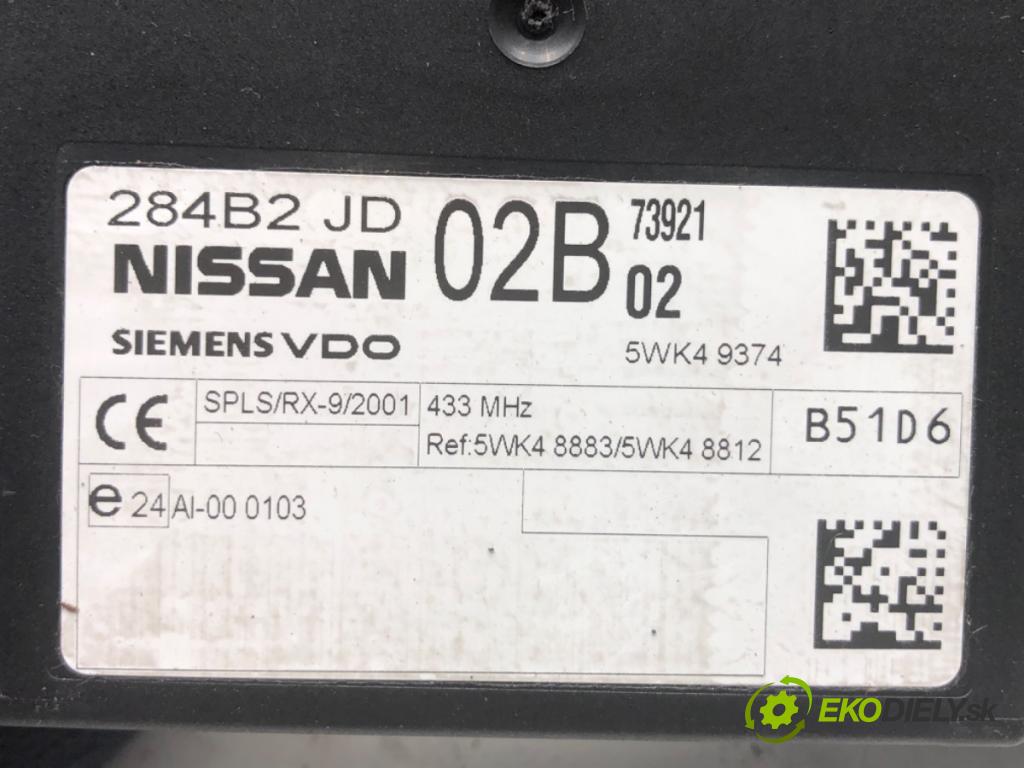 284B2 JD 02B 73921
NISSAN 02
SIEMENS VDO 5WK4 9374
CE SPLS/RX-9/2001 433 MHz B51D6
Ref:5WK4 8883/5WK4 8812
e 24 AI-00 0103
EKODIELY.sk